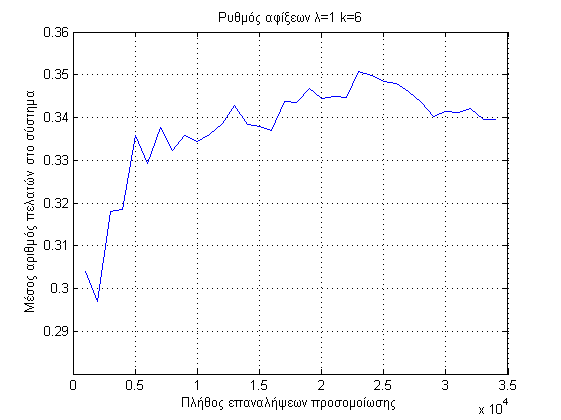 Ρυθμός αφίξεων λ=1 k=6
0.36
0.35
0.34
0.33
0.32
0.31
0.3
0.29
Μέσος αριθμός πελατών στο σύστημα
0 0.5 1 1.5 2 2.5 3 3.5
x 10^4
Πλήθος επαναλήψεων προσομοίωσης